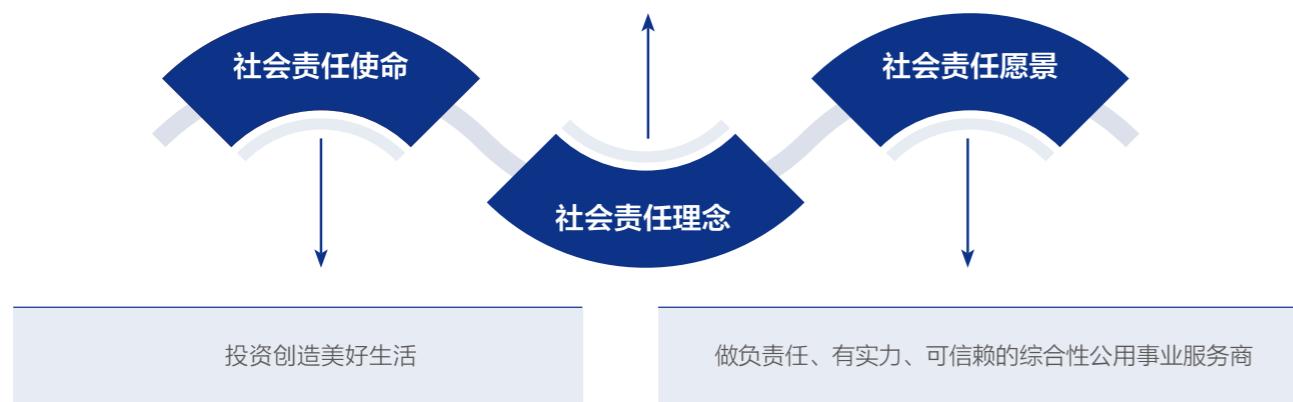 社会责任使命
社会责任愿景
社会责任理念
投资创造美好生活
做负责任、有实力、可信赖的综合性公用事业服务商